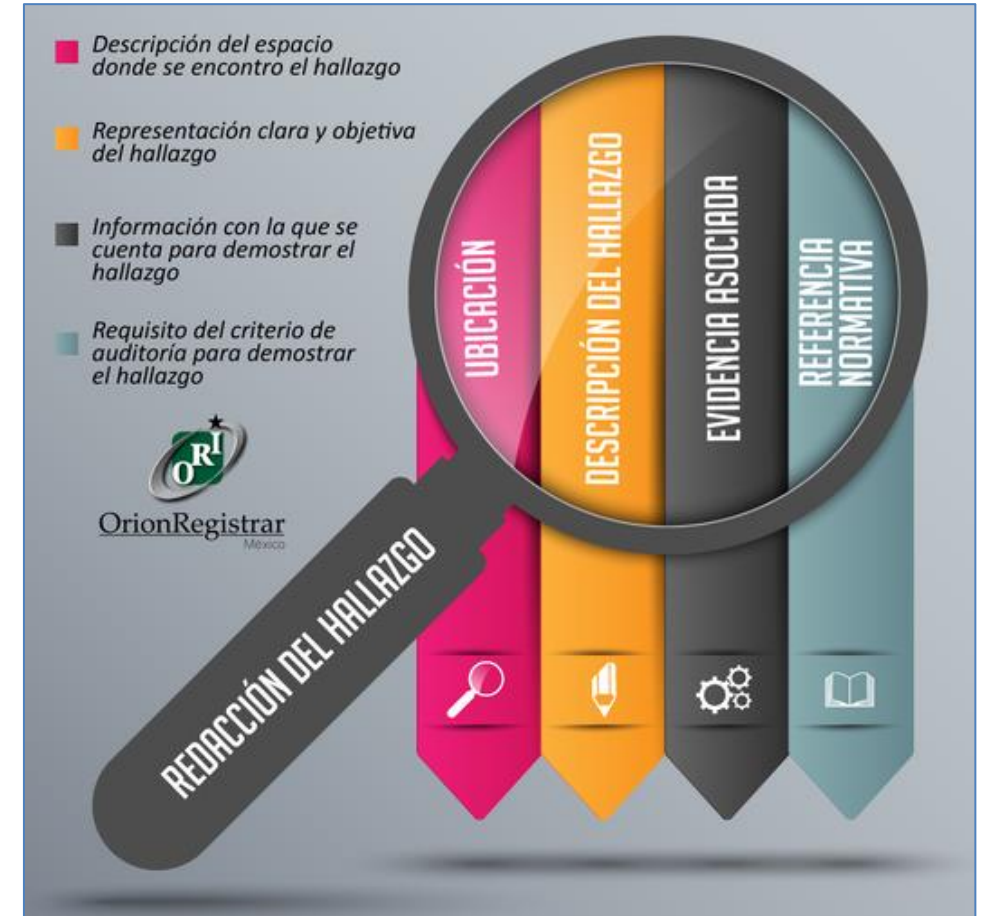 Descripción del espacio
donde se encontro el hallazgo
Representación clara y objetiva
del hallazgo
Información con la que se
cuenta para demostrar el
hallazgo
Requisito del criterio de
auditoría para demostrar
el hallazgo
ORI
OrionRegistrar
México
REDACCIÓN DEL HALLAZGO
UBICACIÓN
DESCRIPCIÓN DEL HALLAZGO
EVIDENCIA ASOCIADA
REFERENCIA
NORMATIVA